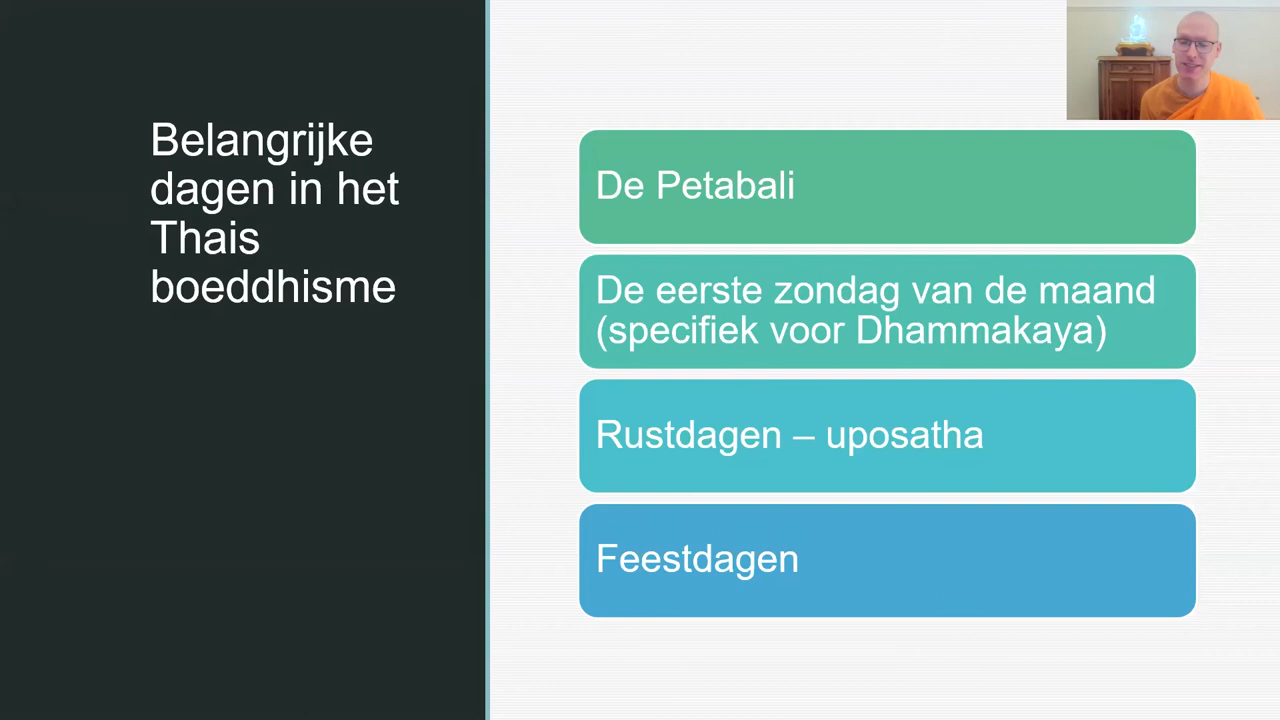 Belangrijke
dagen in het
Thais
boeddhisme
De Petabali
De eerste zondag van de maand
(specifiek voor Dhammakaya)
Rustdagen – uposatha
Feestdagen